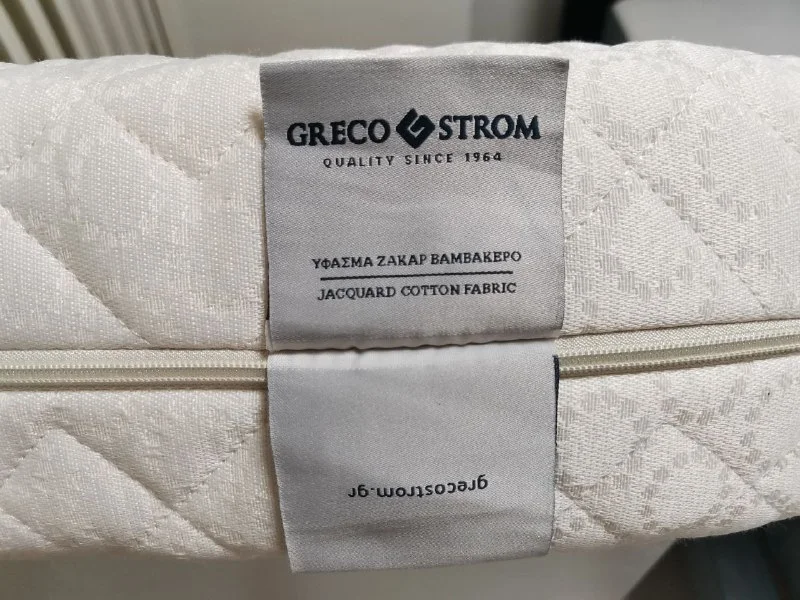 GRECO STROM
QUALITY SINCE 1964
ΥΦΑΣΜΑ ΖΑΚΑΡ ΒΑΜΒΑΚΕΡΟ
JACQUARD COTTON FABRIC
grecostrom.gr